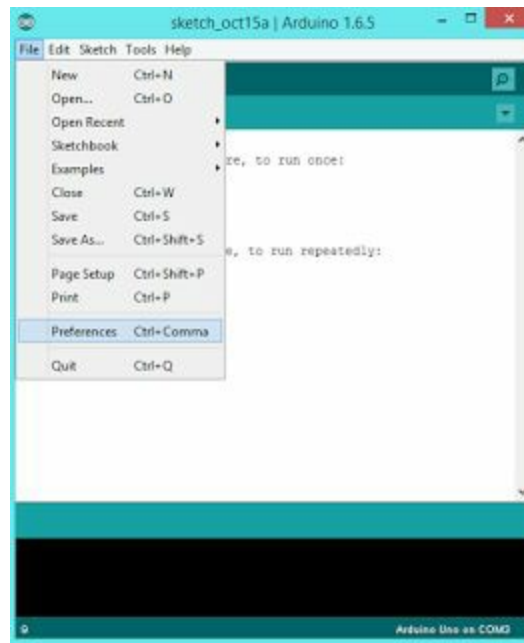 sketch_oct15a | Arduino 1.6.5
File Edit Sketch Tools Help
New Ctrl+N
Open... Ctrl+O
Open Recent
Sketchbook
Examples
re, to run once:
Close Ctrl+W
Save Ctrl+S
Save As... Ctrl+Shift+S
e, to run repeatedly:
Page Setup Ctrl+Shift+P
Print Ctrl+P
Preferences Ctrl+Comma
Quit Ctrl+Q
9 Arduino Uno on COM3